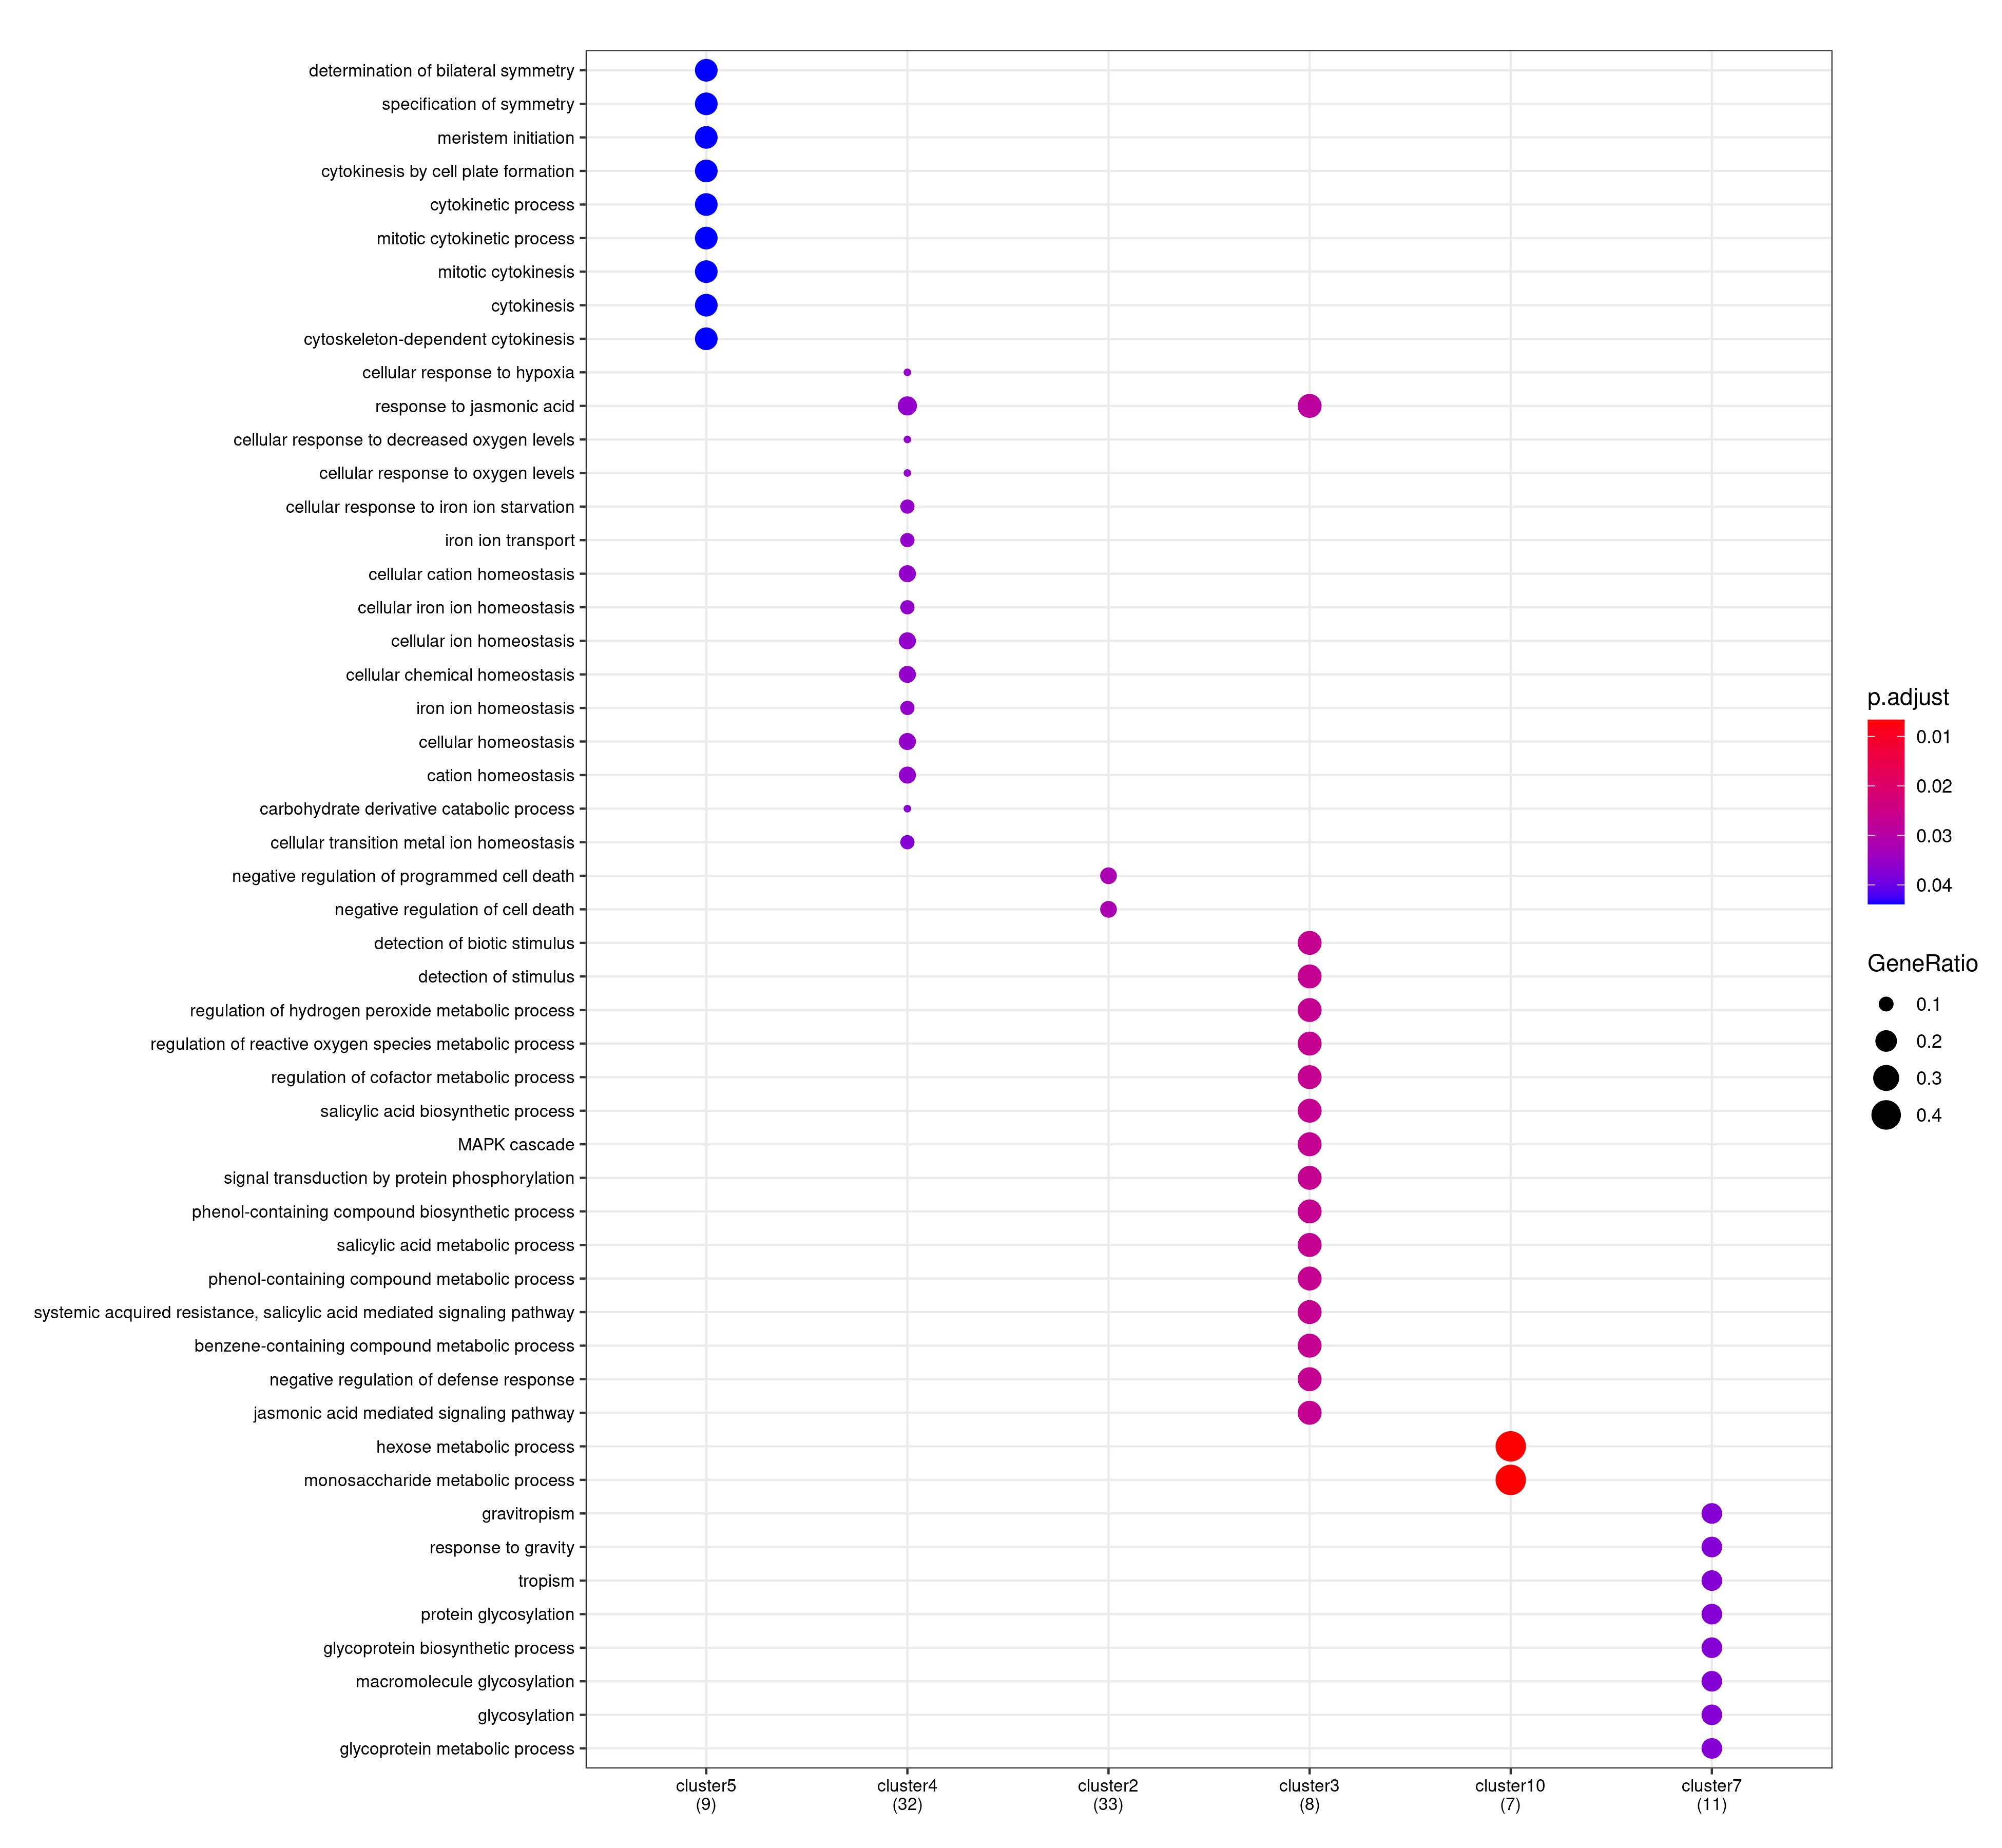 determination of bilateral symmetry
specification of symmetry
meristem initiation
cytokinesis by cell plate formation
cytokinetic process
mitotic cytokinetic process
mitotic cytokinesis
cytokinesis
cytoskeleton-dependent cytokinesis
cellular response to hypoxia
response to jasmonic acid
cellular response to decreased oxygen levels
cellular response to oxygen levels
cellular response to iron ion starvation
iron ion transport
cellular cation homeostasis
cellular iron ion homeostasis
cellular ion homeostasis
cellular chemical homeostasis
iron ion homeostasis
cellular homeostasis
cation homeostasis
carbohydrate derivative catabolic process
cellular transition metal ion homeostasis
negative regulation of programmed cell death
negative regulation of cell death
detection of biotic stimulus
detection of stimulus
regulation of hydrogen peroxide metabolic process
regulation of reactive oxygen species metabolic process
regulation of cofactor metabolic process
salicylic acid biosynthetic process
MAPK cascade
signal transduction by protein phosphorylation
phenol-containing compound biosynthetic process
salicylic acid metabolic process
phenol-containing compound metabolic process
systemic acquired resistance, salicylic acid mediated signaling pathway
benzene-containing compound metabolic process
negative regulation of defense response
jasmonic acid mediated signaling pathway
hexose metabolic process
monosaccharide metabolic process
gravitropism
response to gravity
tropism
protein glycosylation
glycoprotein biosynthetic process
macromolecule glycosylation
glycosylation
glycoprotein metabolic process
cluster5 cluster4 cluster2 cluster3 cluster10 cluster7
(9) (32) (33) (8) (7) (11)
p.adjust
0.01
0.02
0.03
0.04
GeneRatio
0.1
0.2
0.3
0.4